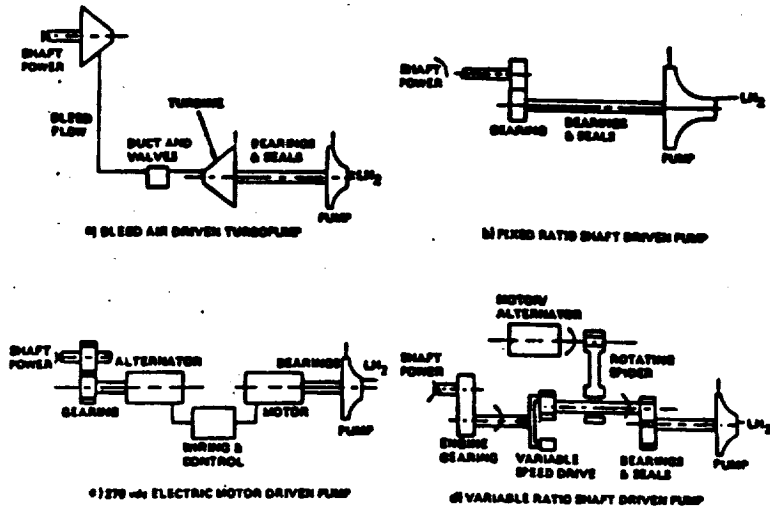 SHAFT
POWER
BLEED
FLOW
TURBINE
DUCT AND
VALVES
BEARINGS
& SEALS
LH2
PUMP
a) BLEED AIR DRIVEN TURBOPUMP
SHAFT
POWER
GEARING
BEARINGS
& SEALS
LH2
PUMP
b) FIXED RATIO SHAFT DRIVEN PUMP
SHAFT
POWER
ALTERNATOR
GEARING
WIRING &
CONTROL
MOTOR
BEARINGS
LH2
PUMP
c) 270 vdc ELECTRIC MOTOR DRIVEN PUMP
MOTOR/
ALTERNATOR
ROTATING
SPIDER
SHAFT
POWER
ENGINE
GEARING
VARIABLE
SPEED DRIVE
BEARINGS
& SEALS
LH2
PUMP
d) VARIABLE RATIO SHAFT DRIVEN PUMP